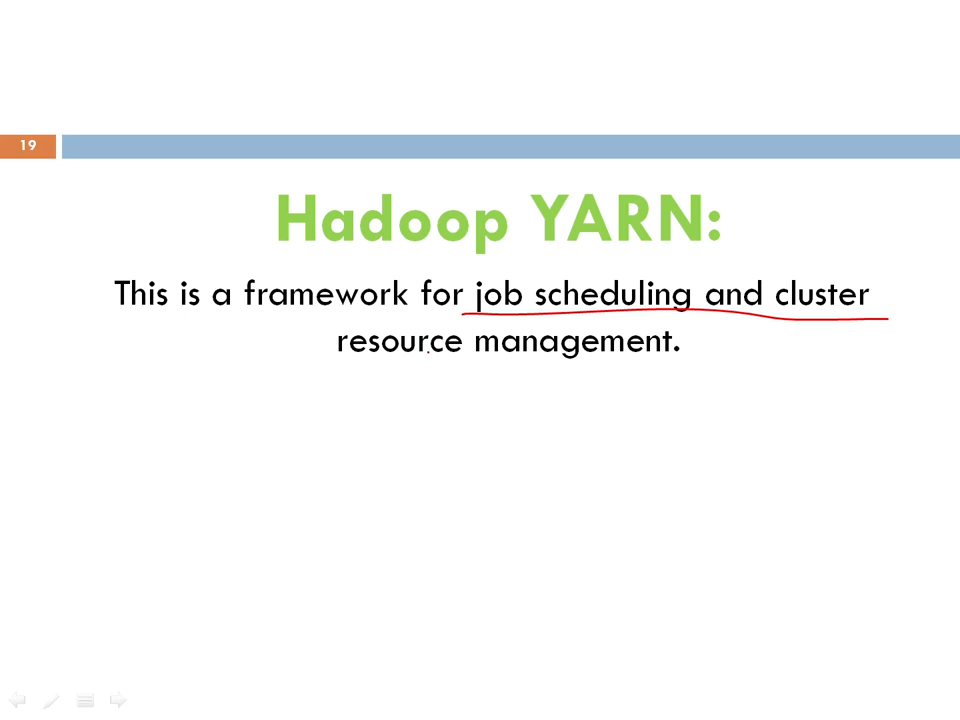 19
Hadoop YARN:
This is a framework for job scheduling and cluster
resource management.